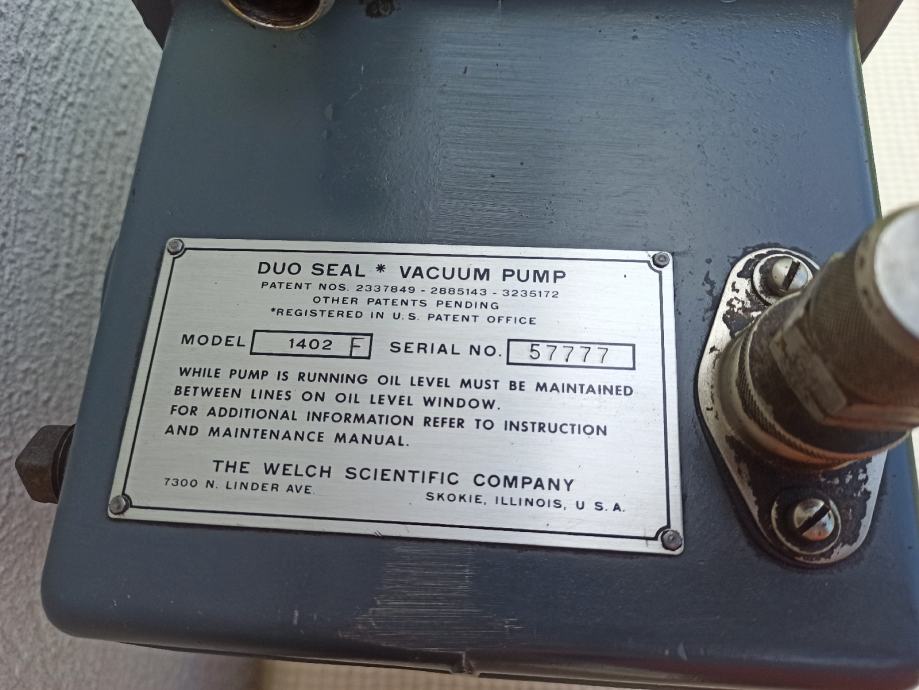 DUO SEAL * VACUUM PUMP
PATENT NOS. 2337849 - 2885143 - 3235172
OTHER PATENTS PENDING
*REGISTERED IN U.S. PATENT OFFICE
MODEL 1402 F SERIAL NO. 57777
WHILE PUMP IS RUNNING OIL LEVEL MUST BE MAINTAINED
BETWEEN LINES ON OIL LEVEL WINDOW.
FOR ADDITIONAL INFORMATION REFER TO INSTRUCTION
AND MAINTENANCE MANUAL.
THE WELCH SCIENTIFIC COMPANY
7300 N. LINDER AVE. SKOKIE, ILLINOIS, U.S.A.